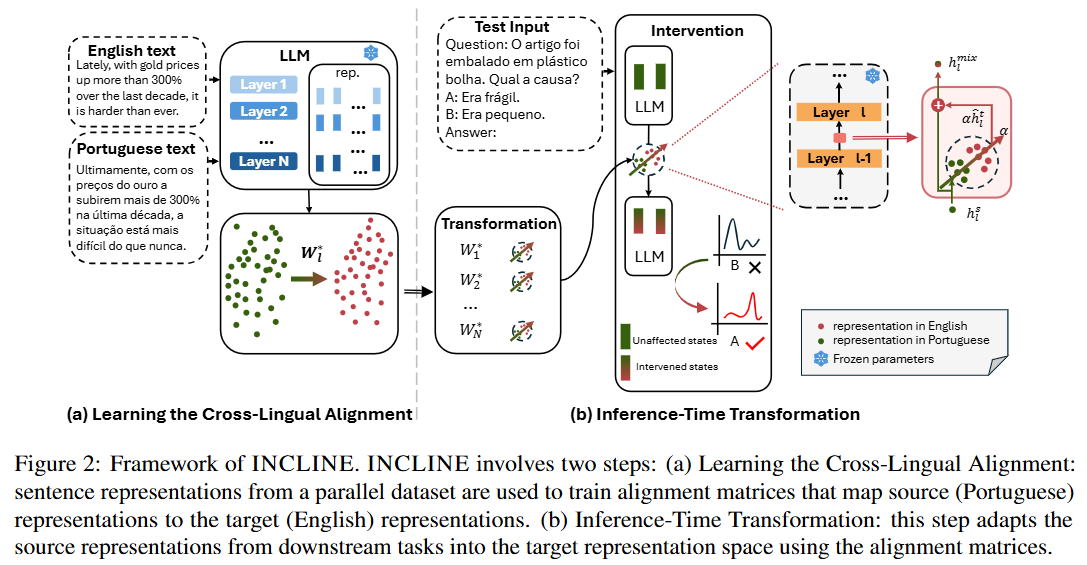 English text
Lately, with gold prices
up more than 300%
over the last decade, it
is harder than ever.
Portuguese text
Ultimamente, com os
preços do ouro a
subirem mais de 300%
na última década, a
situação está mais
difícil do que nunca.
LLM
rep.
Layer 1
Layer 2
...
Layer N
... ...
... ...
... ...
W_l^*
Transformation
W_1^*
W_2^*
...
W_N^*
(a) Learning the Cross-Lingual Alignment
Test Input
Question: O artigo foi
embalado em plástico
bolha. Qual a causa?
A: Era frágil.
B: Era pequeno.
Answer:
Intervention
LLM
LLM
B
A
Unaffected states
Intervened states
...
Layer l
Layer l-1
...
h_l^{mix}
+
αĥ_l^t
α
h_l^s
representation in English
representation in Portuguese
Frozen parameters
(b) Inference-Time Transformation
Figure 2: Framework of INCLINE. INCLINE involves two steps: (a) Learning the Cross-Lingual Alignment:
sentence representations from a parallel dataset are used to train alignment matrices that map source (Portuguese)
representations to the target (English) representations. (b) Inference-Time Transformation: this step adapts the
source representations from downstream tasks into the target representation space using the alignment matrices.